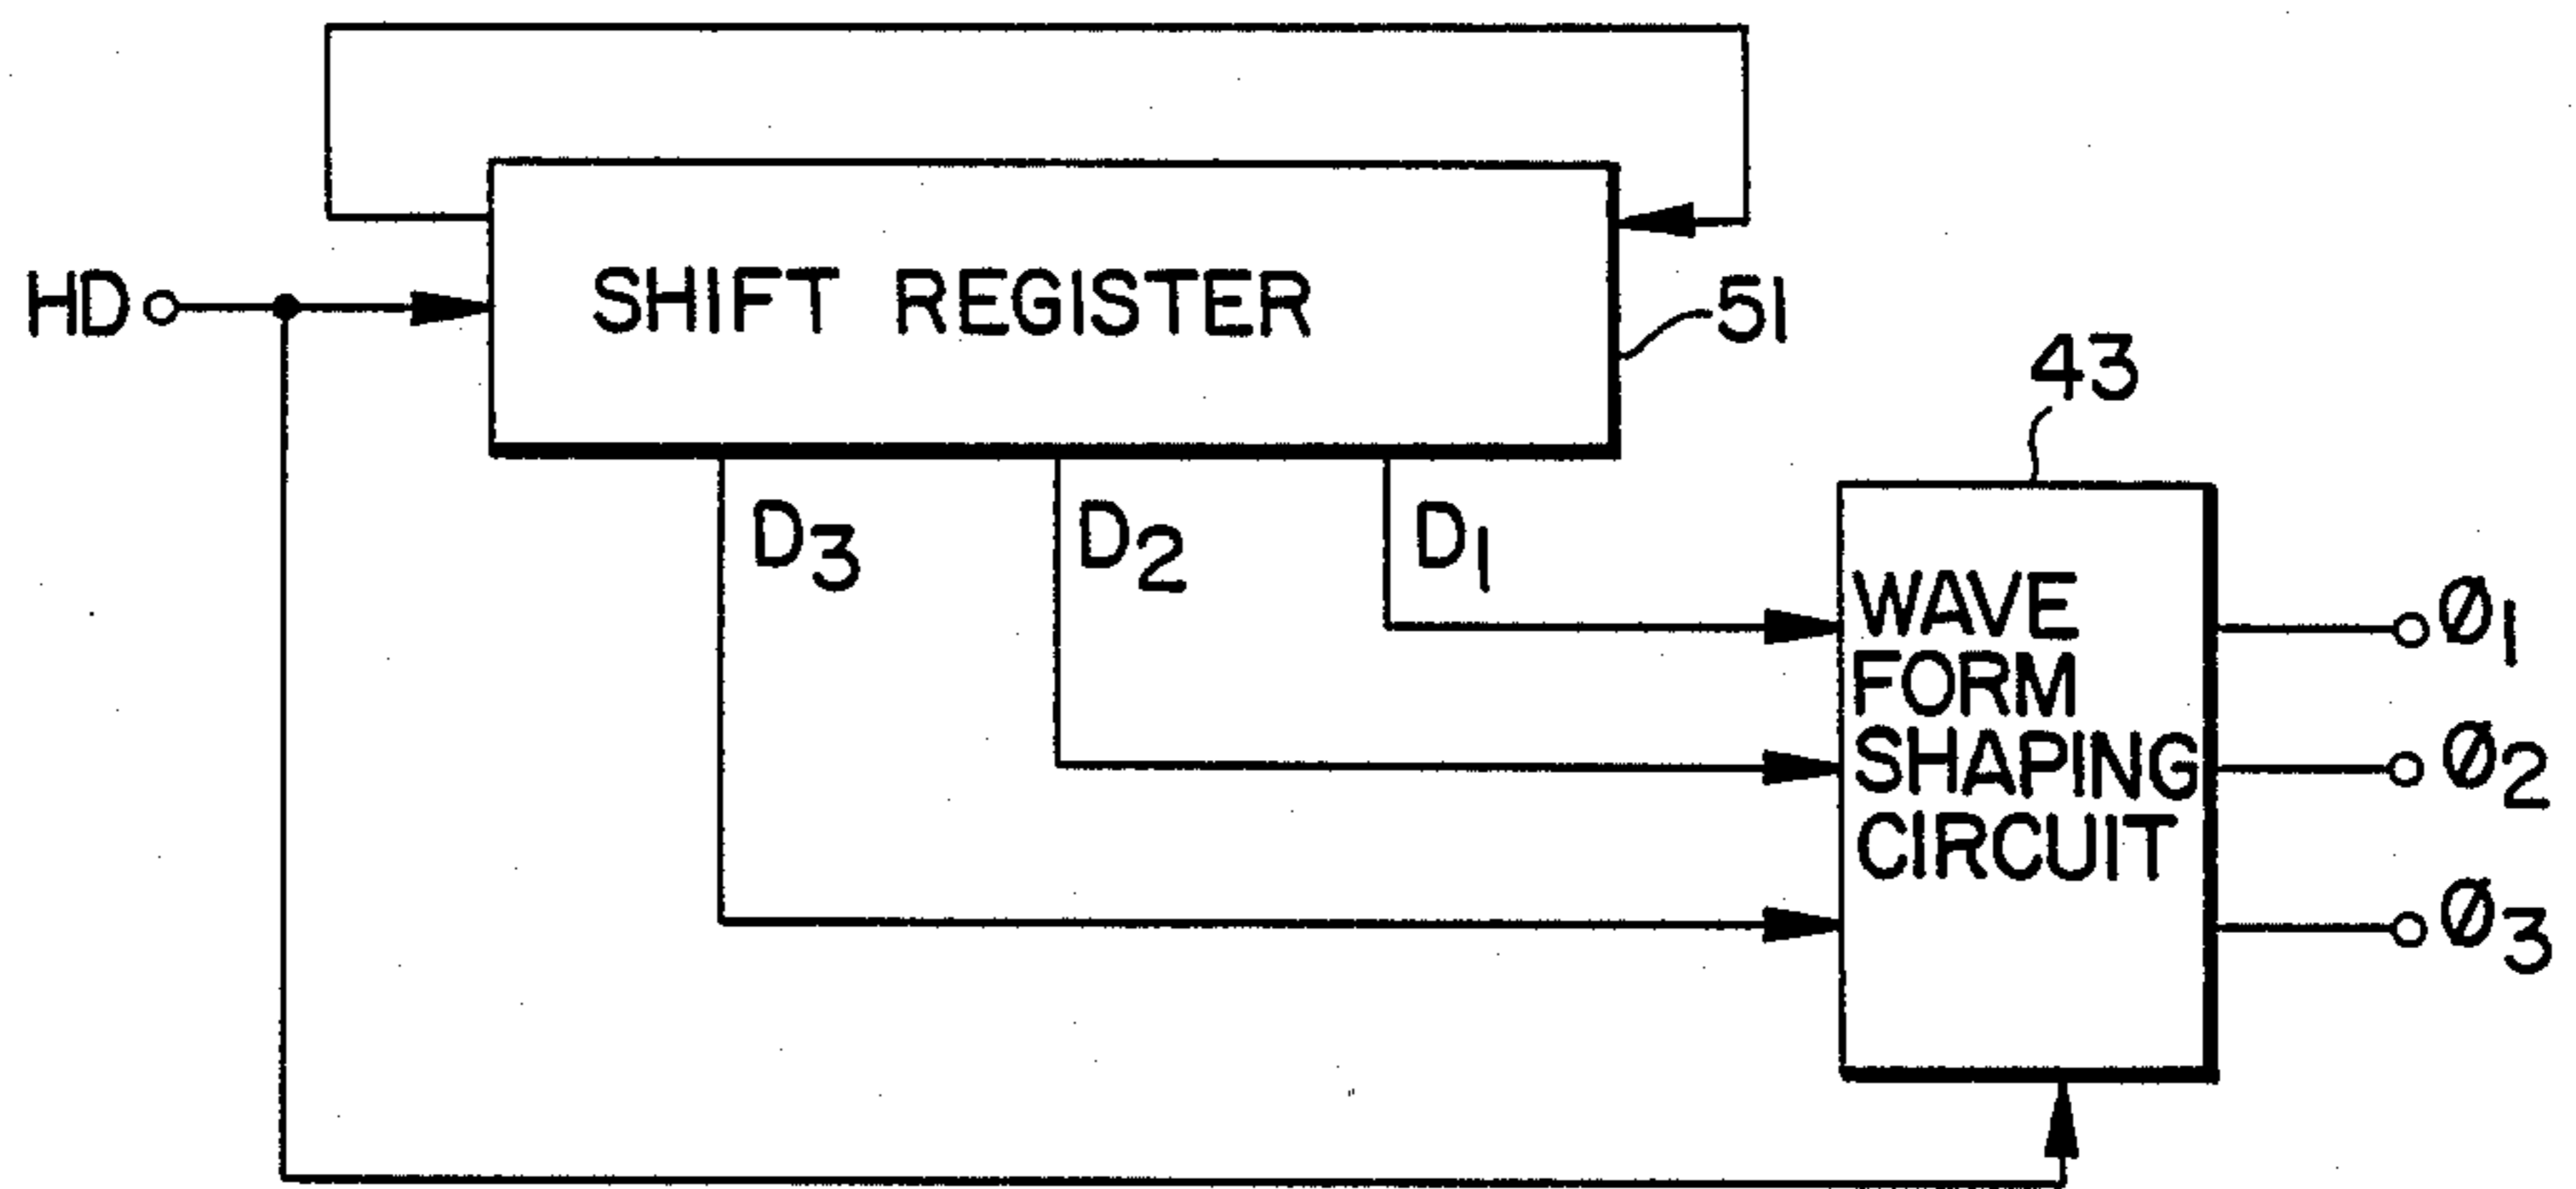 HD
SHIFT REGISTER
51
43
D3
D2
D1
WAVE
FORM
SHAPING
CIRCUIT
Ø1
Ø2
Ø3